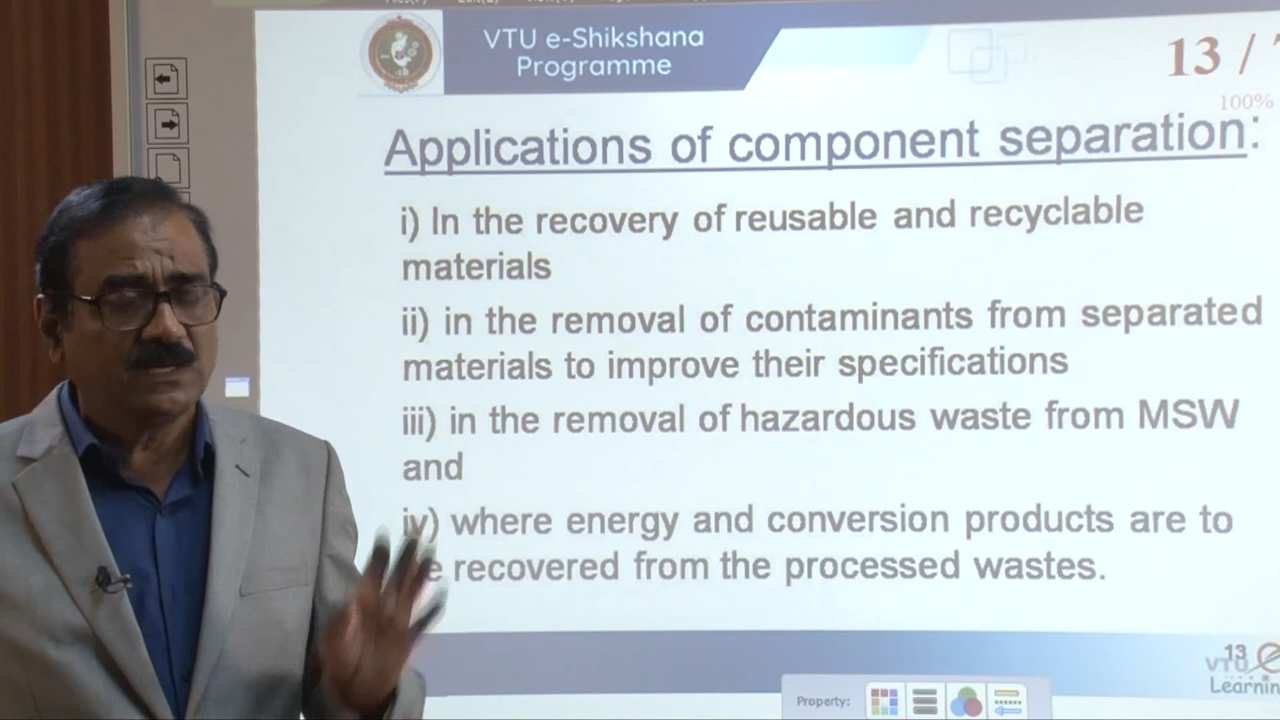 VTU e-Shikshana
Programme
13 /
100%
Applications of component separation:
i) In the recovery of reusable and recyclable
materials
ii) in the removal of contaminants from separated
materials to improve their specifications
iii) in the removal of hazardous waste from MSW
and
iv) where energy and conversion products are to
recovered from the processed wastes.
13
VTU
Property: